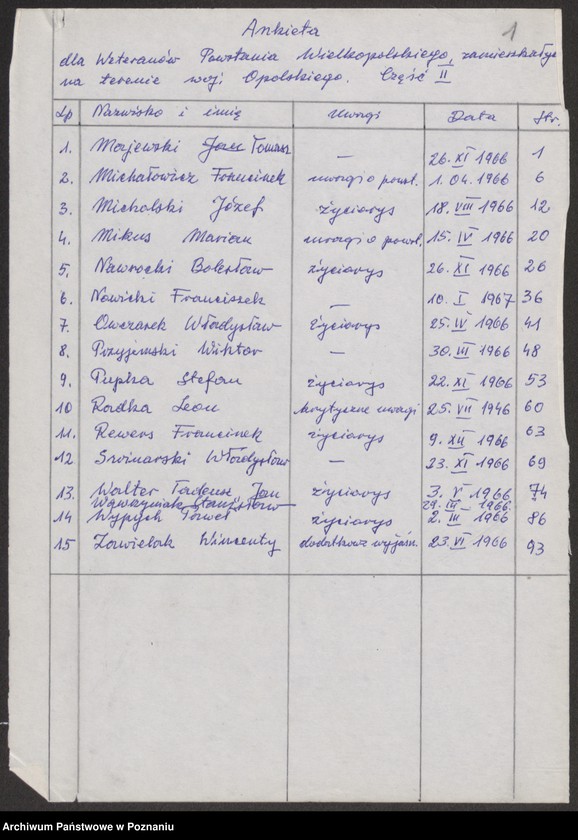 1
Ankieta
dla Weteranów Powstania Wielkopolskiego, zamieszkałych
na terenie woj. Opolskiego. Część II
Lp Nazwisko i imię Uwagi Data Str.
1. Majewski Jan Tomasz — 26. XI 1966 1
2. Michałowicz Franciszek uwagi o powst. 1. 04. 1966 6
3. Michalski Józef życiorys 18. VIII 1966 12
4. Mikus Marian uwagi o powst. 15. IV 1966 20
5. Nawrocki Bolesław życiorys 26. XI 1966 26
6. Nowicki Franciszek — 10. I 1967 36
7. Owczarek Władysław życiorys 25. IV 1966 41
8. Przyjemski Wiktor — 30. III 1966 48
9. Pupka Stefan życiorys 22. XI 1966 53
10 Radka Leon krytyczne uwagi 25. VII 1946 60
11. Rewers Franciszek życiorys 9. XII 1966 63
12 Swinarski Władysław — 23. XI 1966 69
13. Walter Tadeusz Jan życiorys 3. V 1966 74
Wawrzyniak Stanisław 29. III 1966
14 Wypych Paweł życiorys 2. III 1966 86
15 Zawielak Wincenty dodatkowe wyjaśn. 23. VI 1966 93
Archiwum Państwowe w Poznaniu